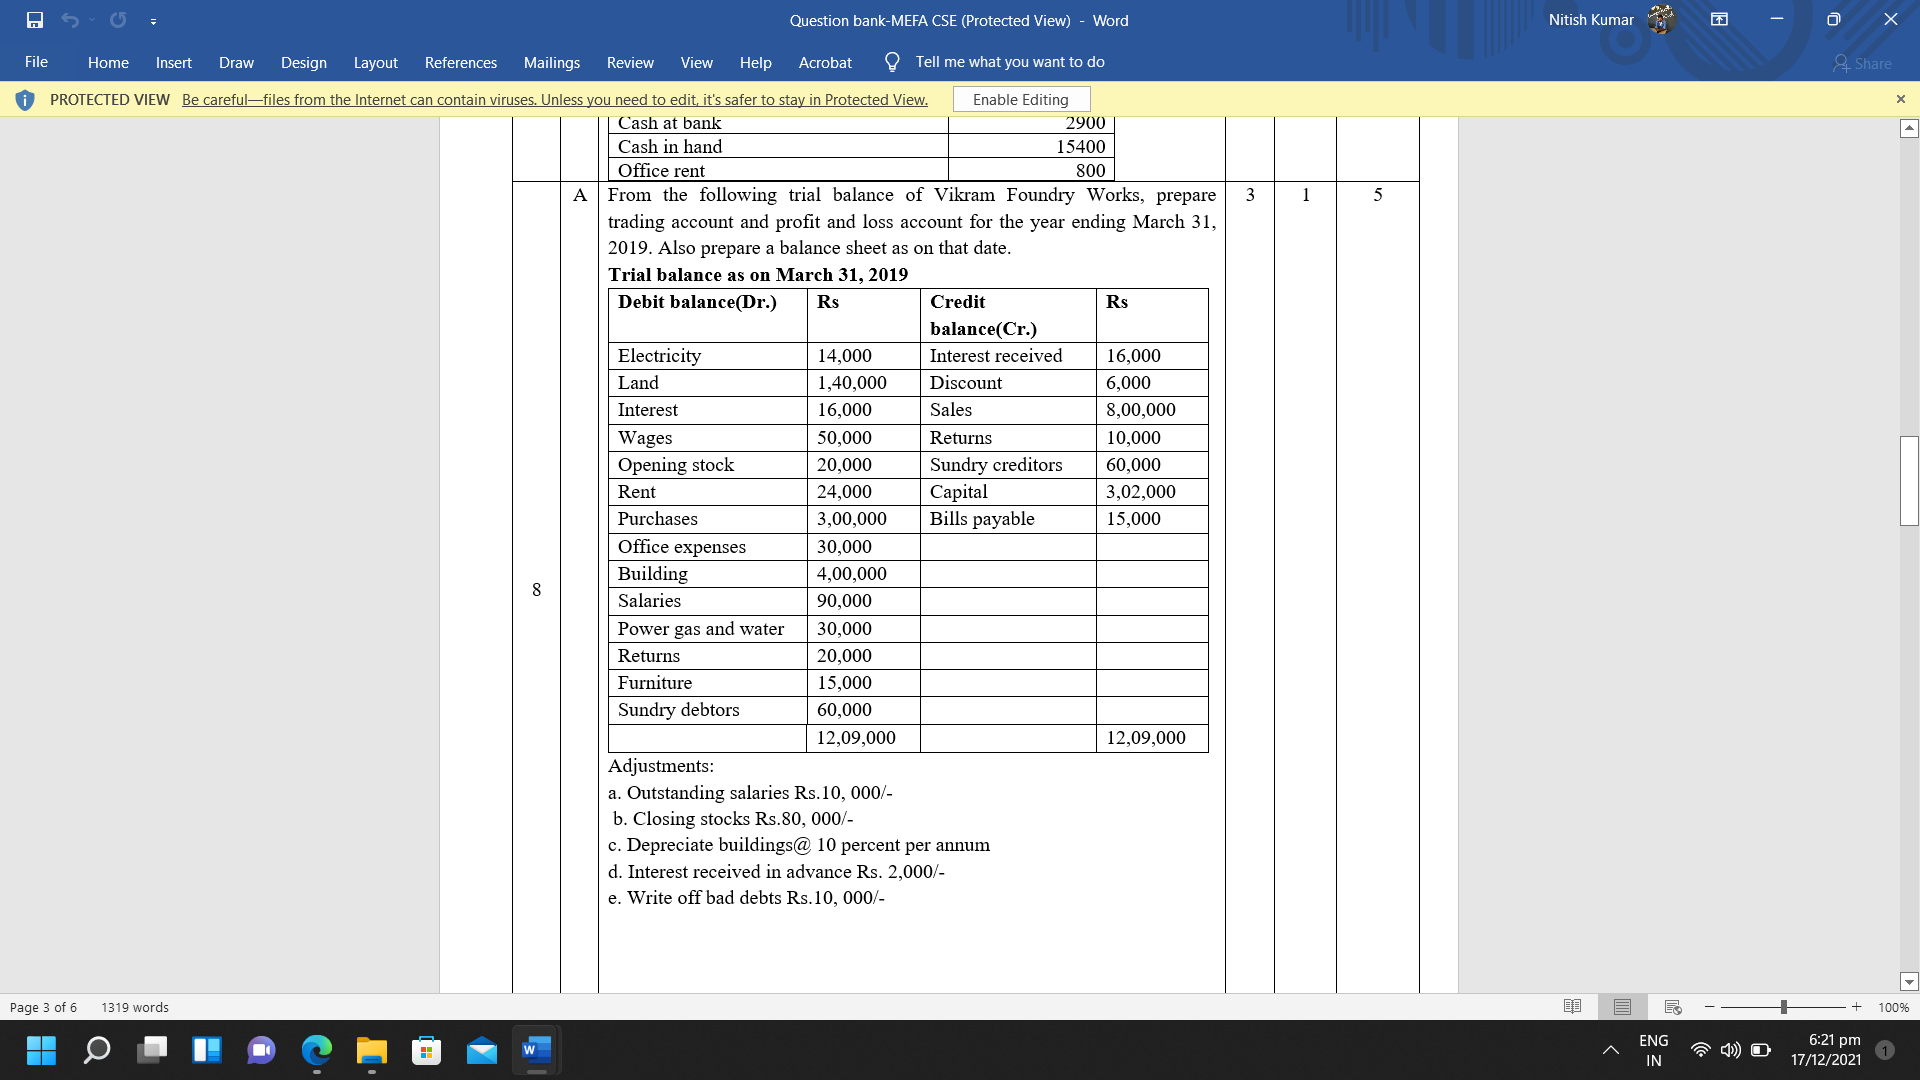 Question bank-MEFA CSE (Protected View) - Word
Nitish Kumar
File Home Insert Draw Design Layout References Mailings Review View Help Acrobat Tell me what you want to do
Share
PROTECTED VIEW Be careful—files from the Internet can contain viruses. Unless you need to edit, it's safer to stay in Protected View. Enable Editing
Cash at bank 2900
Cash in hand 15400
Office rent 800
A From the following trial balance of Vikram Foundry Works, prepare 3 1 5
trading account and profit and loss account for the year ending March 31,
2019. Also prepare a balance sheet as on that date.
Trial balance as on March 31, 2019
Debit balance(Dr.) Rs Credit Rs
balance(Cr.)
Electricity 14,000 Interest received 16,000
Land 1,40,000 Discount 6,000
Interest 16,000 Sales 8,00,000
Wages 50,000 Returns 10,000
Opening stock 20,000 Sundry creditors 60,000
Rent 24,000 Capital 3,02,000
Purchases 3,00,000 Bills payable 15,000
Office expenses 30,000
Building 4,00,000
8
Salaries 90,000
Power gas and water 30,000
Returns 20,000
Furniture 15,000
Sundry debtors 60,000
12,09,000 12,09,000
Adjustments:
a. Outstanding salaries Rs.10, 000/-
b. Closing stocks Rs.80, 000/-
c. Depreciate buildings@ 10 percent per annum
d. Interest received in advance Rs. 2,000/-
e. Write off bad debts Rs.10, 000/-
Page 3 of 6 1319 words
100%
W
ENG
IN
6:21 pm
17/12/2021
1